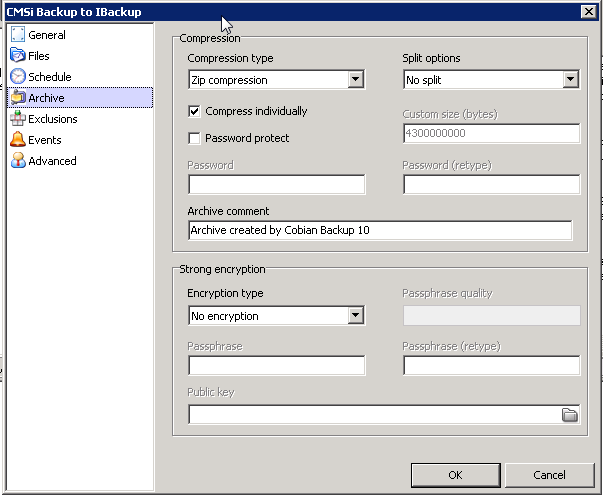 CMSi Backup to IBackup
General
Files
Schedule
Archive
Exclusions
Events
Advanced
Compression
Compression type
Split options
Zip compression
No split
Compress individually
Custom size (bytes)
Password protect
4300000000
Password
Password (retype)
Archive comment
Archive created by Cobian Backup 10
Strong encryption
Encryption type
Passphrase quality
No encryption
Passphrase
Passphrase (retype)
Public key
OK
Cancel